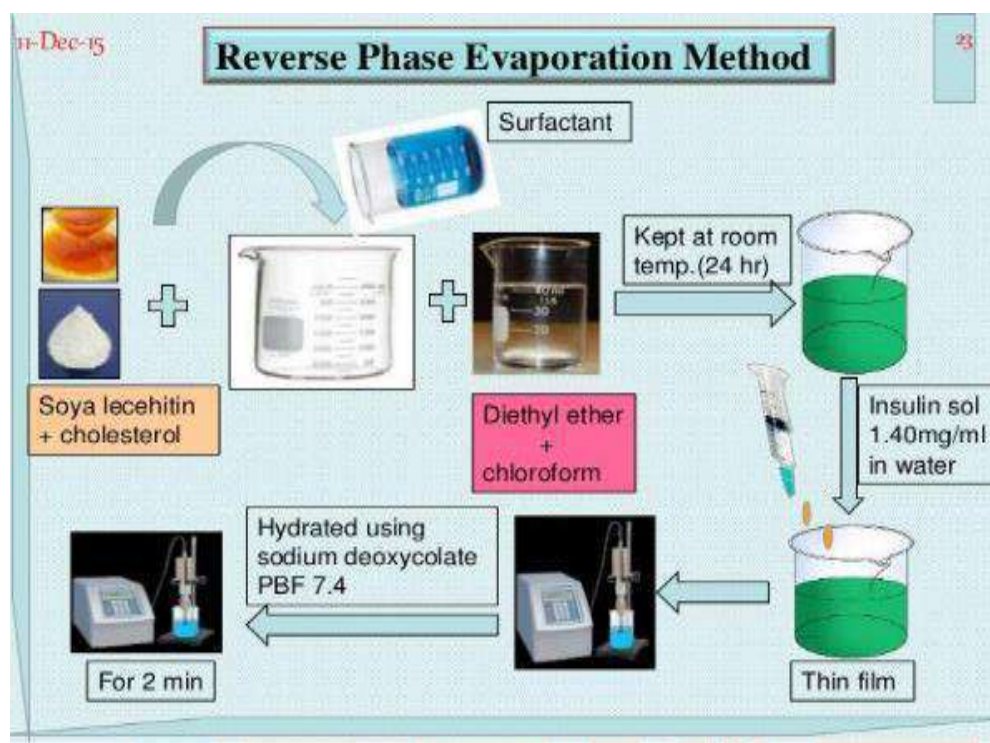 11-Dec-15
Reverse Phase Evaporation Method
23
Surfactant
Kept at room
temp.(24 hr)
Soya lecehitin
+ cholesterol
Diethyl ether
+
chloroform
Insulin sol
1.40mg/ml
in water
Hydrated using
sodium deoxycolate
PBF 7.4
For 2 min
Thin film